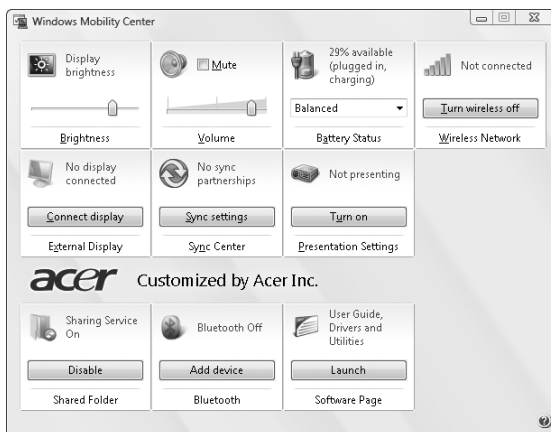 Windows Mobility Center
Display
brightness
Brightness
Mute
Volume
29% available
(plugged in,
charging)
Balanced
Battery Status
Not connected
Turn wireless off
Wireless Network
No display
connected
Connect display
External Display
No sync
partnerships
Sync settings
Sync Center
Not presenting
Turn on
Presentation Settings
acer Customized by Acer Inc.
Sharing Service
On
Disable
Shared Folder
Bluetooth Off
Add device
Bluetooth
User Guide,
Drivers and
Utilities
Launch
Software Page
?